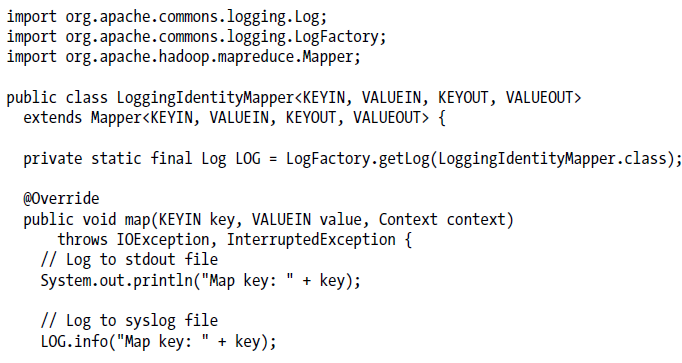 import org.apache.commons.logging.Log;
import org.apache.commons.logging.LogFactory;
import org.apache.hadoop.mapreduce.Mapper;

public class LoggingIdentityMapper<KEYIN, VALUEIN, KEYOUT, VALUEOUT>
  extends Mapper<KEYIN, VALUEIN, KEYOUT, VALUEOUT> {

  private static final Log LOG = LogFactory.getLog(LoggingIdentityMapper.class);

  @Override
  public void map(KEYIN key, VALUEIN value, Context context)
      throws IOException, InterruptedException {
    // Log to stdout file
    System.out.println("Map key: " + key);

    // Log to syslog file
    LOG.info("Map key: " + key);